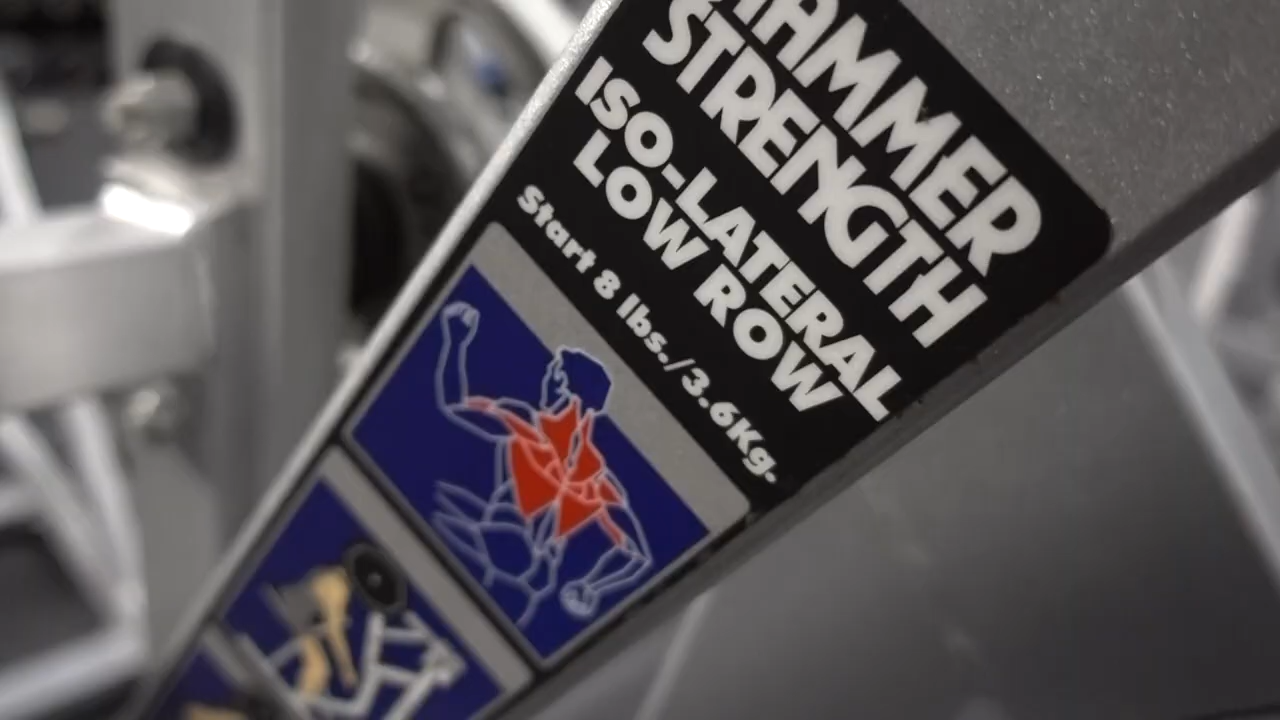 HAMMER
STRENGTH
ISO-LATERAL
LOW ROW
Start 8 lbs./3.6Kg.